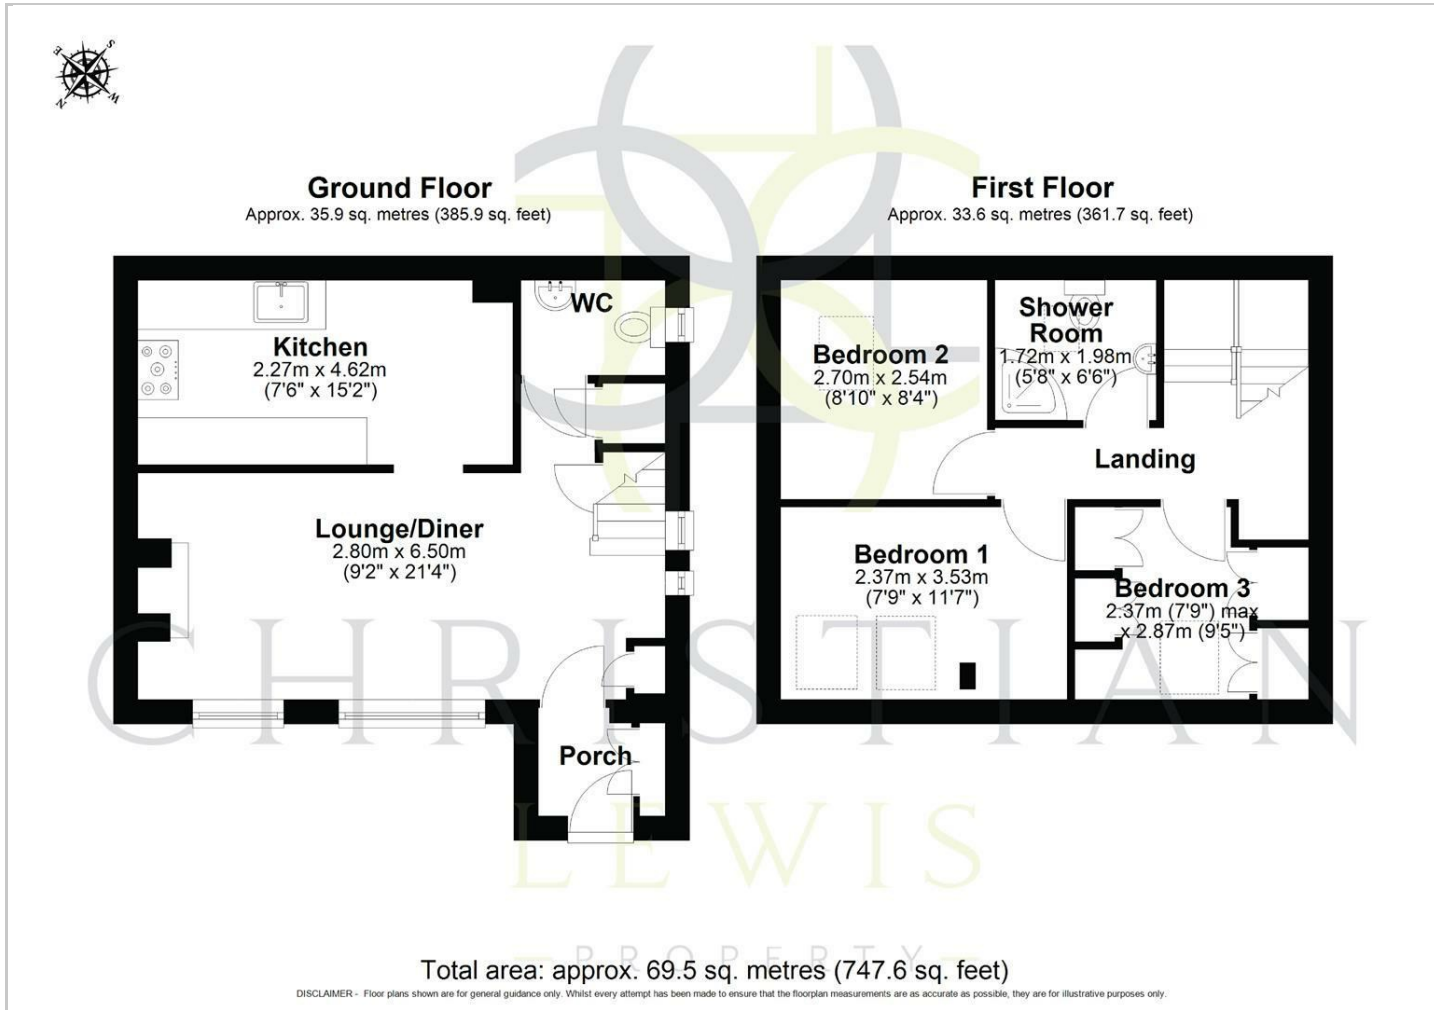 S
E
W
N
Ground Floor
Approx. 35.9 sq. metres (385.9 sq. feet)
First Floor
Approx. 33.6 sq. metres (361.7 sq. feet)
WC
Kitchen
2.27m x 4.62m
(7'6" x 15'2")
Lounge/Diner
2.80m x 6.50m
(9'2" x 21'4")
Porch
Shower
Room
1.72m x 1.98m
(5'8" x 6'6")
Bedroom 2
2.70m x 2.54m
(8'10" x 8'4")
Landing
Bedroom 1
2.37m x 3.53m
(7'9" x 11'7")
Bedroom 3
2.37m (7'9") max
x 2.87m (9'5")
CHRISTIAN
LEWIS
PROPERTY
Total area: approx. 69.5 sq. metres (747.6 sq. feet)
DISCLAIMER - Floor plans shown are for general guidance only. Whilst every attempt has been made to ensure that the floorplan measurements are as accurate as possible, they are for illustrative purposes only.